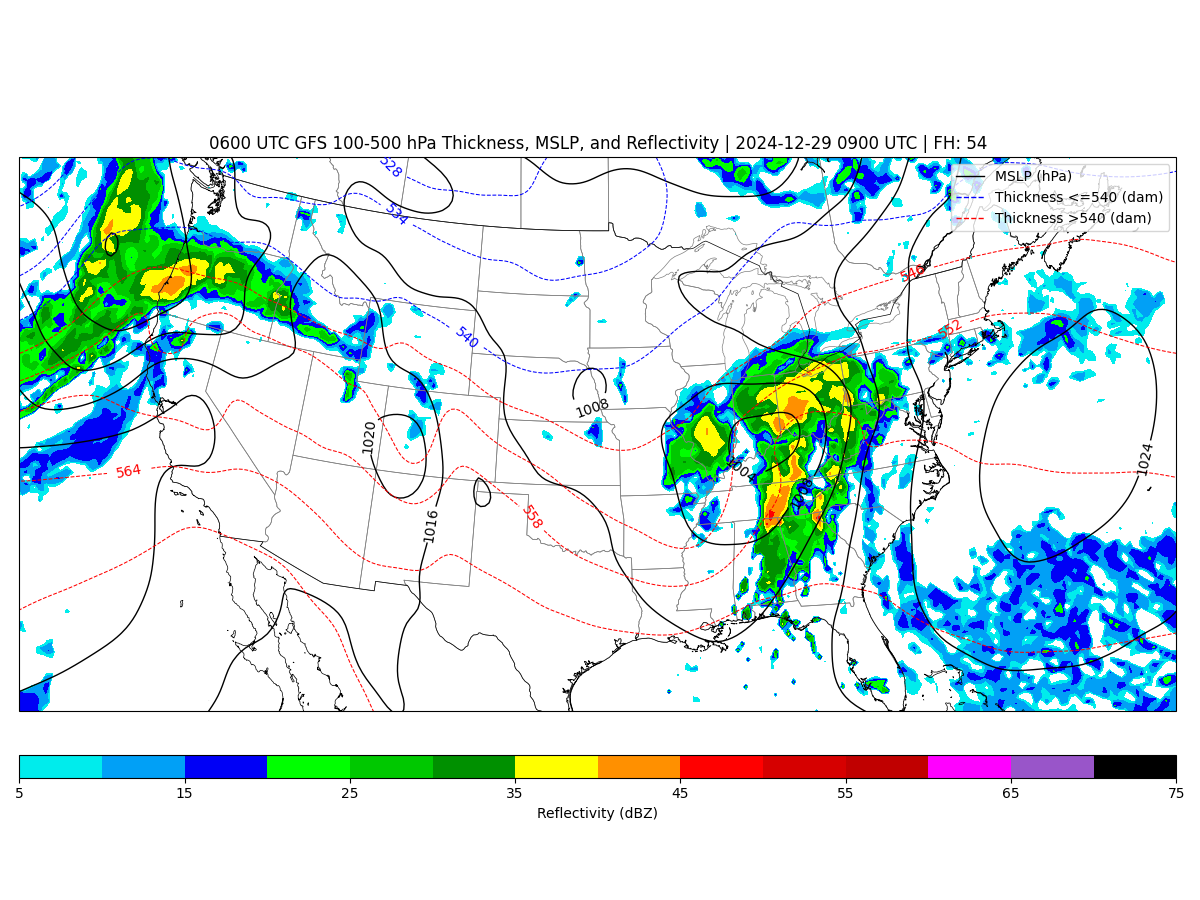 0600 UTC GFS 100-500 hPa Thickness, MSLP, and Reflectivity | 2024-12-29 0900 UTC | FH: 54
528
534
MSLP (hPa)
Thickness <=540 (dam)
Thickness >540 (dam)
546
552
540
1008
1020
1004
1024
564
558
1016
5 15 25 35 45 55 65 75
Reflectivity (dBZ)